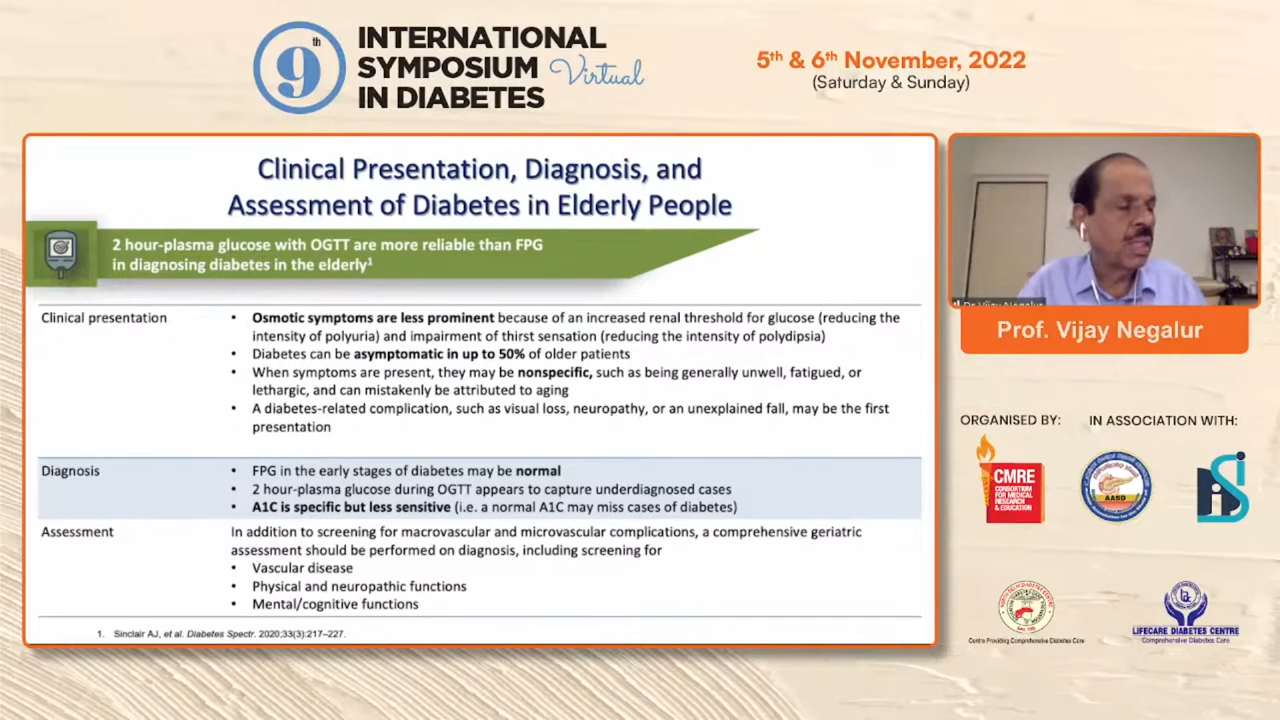 9th
INTERNATIONAL
SYMPOSIUM Virtual
IN DIABETES
5th & 6th November, 2022
(Saturday & Sunday)
Clinical Presentation, Diagnosis, and
Assessment of Diabetes in Elderly People
2 hour-plasma glucose with OGTT are more reliable than FPG
in diagnosing diabetes in the elderly1
Clinical presentation
• Osmotic symptoms are less prominent because of an increased renal threshold for glucose (reducing the
intensity of polyuria) and impairment of thirst sensation (reducing the intensity of polydipsia)
• Diabetes can be asymptomatic in up to 50% of older patients
• When symptoms are present, they may be nonspecific, such as being generally unwell, fatigued, or
lethargic, and can mistakenly be attributed to aging
• A diabetes-related complication, such as visual loss, neuropathy, or an unexplained fall, may be the first
presentation
Diagnosis
• FPG in the early stages of diabetes may be normal
• 2 hour-plasma glucose during OGTT appears to capture underdiagnosed cases
• A1C is specific but less sensitive (i.e. a normal A1C may miss cases of diabetes)
Assessment
In addition to screening for macrovascular and microvascular complications, a comprehensive geriatric
assessment should be performed on diagnosis, including screening for
• Vascular disease
• Physical and neuropathic functions
• Mental/cognitive functions
1. Sinclair AJ, et al. Diabetes Spectr. 2020;33(3):217–227.
Dr Vijay Negalur
Prof. Vijay Negalur
ORGANISED BY:
IN ASSOCIATION WITH:
CMRE
CONSORTIUM
FOR MEDICAL
RESEARCH
& EDUCATION
AASD
Centre Providing Comprehensive Diabetes Care
LIFECARE DIABETES CENTRE
Comprehensive Diabetes Care